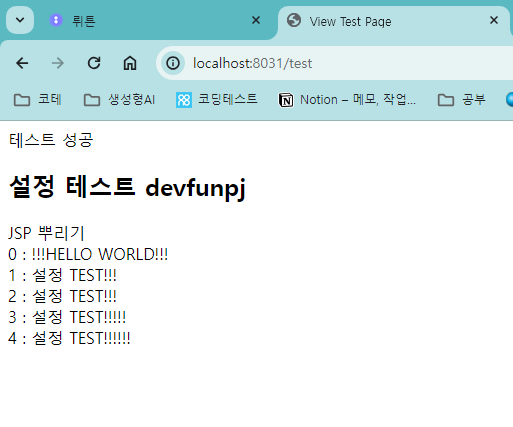 뤼튼
View Test Page
localhost:8031/test
코테
생성형AI
코딩테스트
Notion – 메모, 작업...
공부
테스트 성공
설정 테스트 devfunpj
JSP 뿌리기
0 : !!!HELLO WORLD!!!
1 : 설정 TEST!!!
2 : 설정 TEST!!!
3 : 설정 TEST!!!!!
4 : 설정 TEST!!!!!!